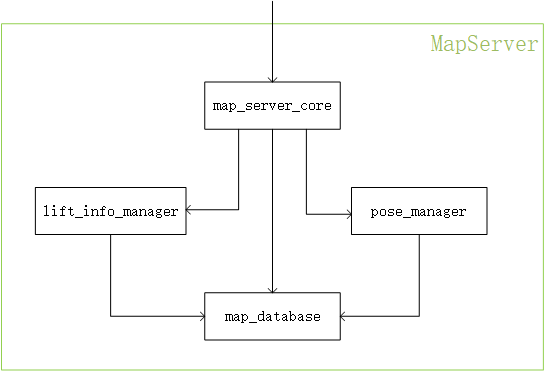 MapServer
map_server_core
lift_info_manager
pose_manager
map_database